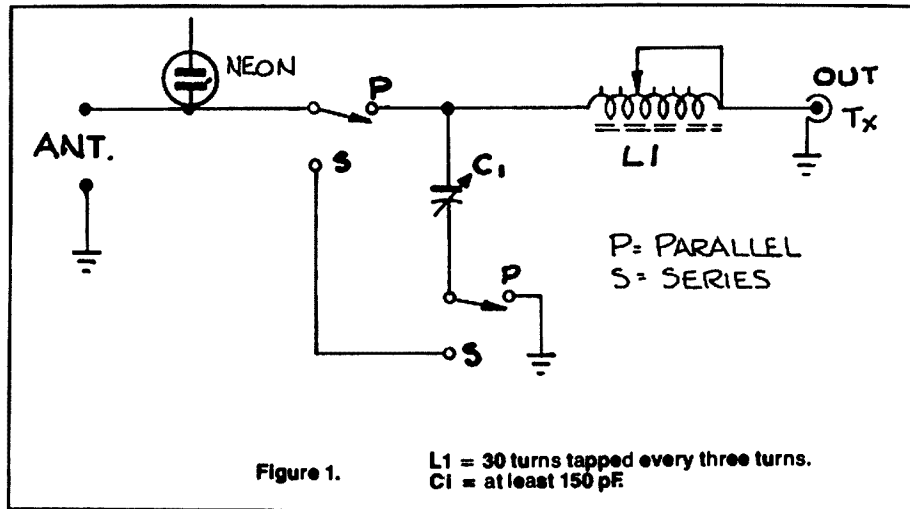 NEON
P
OUT
Tx
ANT.
S
C1
L1
P= PARALLEL
S= SERIES
P
S
Figure 1.
L1 = 30 turns tapped every three turns.
Ci = at least 150 pF.